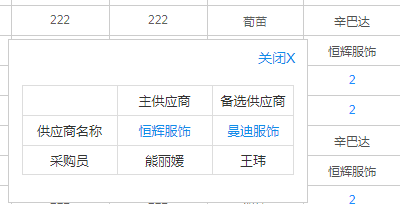 222 222 葡苗 辛巴达
恒辉服饰
关闭X
2
主供应商 备选供应商
2
供应商名称 恒辉服饰 曼迪服饰
辛巴达
采购员 熊丽媛 王玮
恒辉服饰
2